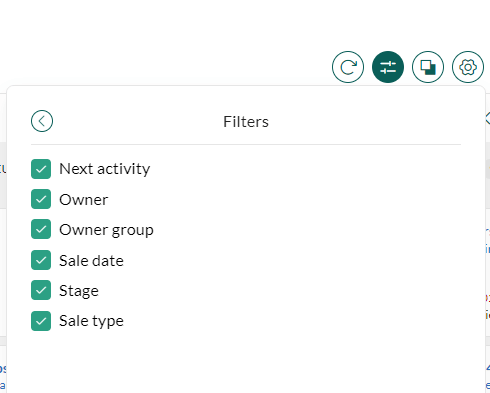 Filters
Next activity
Owner
Owner group
Sale date
Stage
Sale type